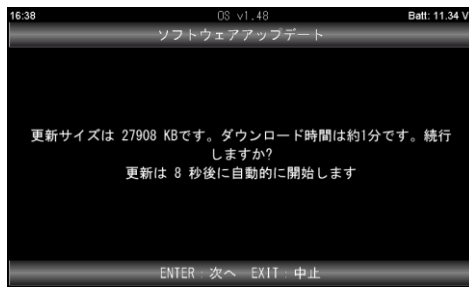 16:38 OS v1.48 Batt: 11.34 V
ソフトウェアアップデート
更新サイズは 27908 KBです。ダウンロード時間は約1分です。続行
しますか?
更新は 8 秒後に自動的に開始します
ENTER : 次へ EXIT : 中止